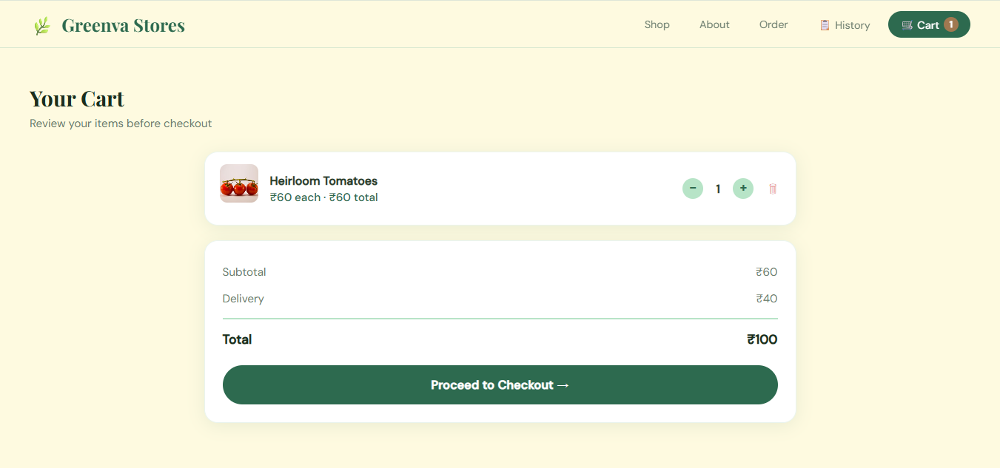 Greenva Stores
Shop About Order History Cart 1
Your Cart
Review your items before checkout
Heirloom Tomatoes
₹60 each · ₹60 total
− 1 +
Subtotal ₹60
Delivery ₹40
Total ₹100
Proceed to Checkout →